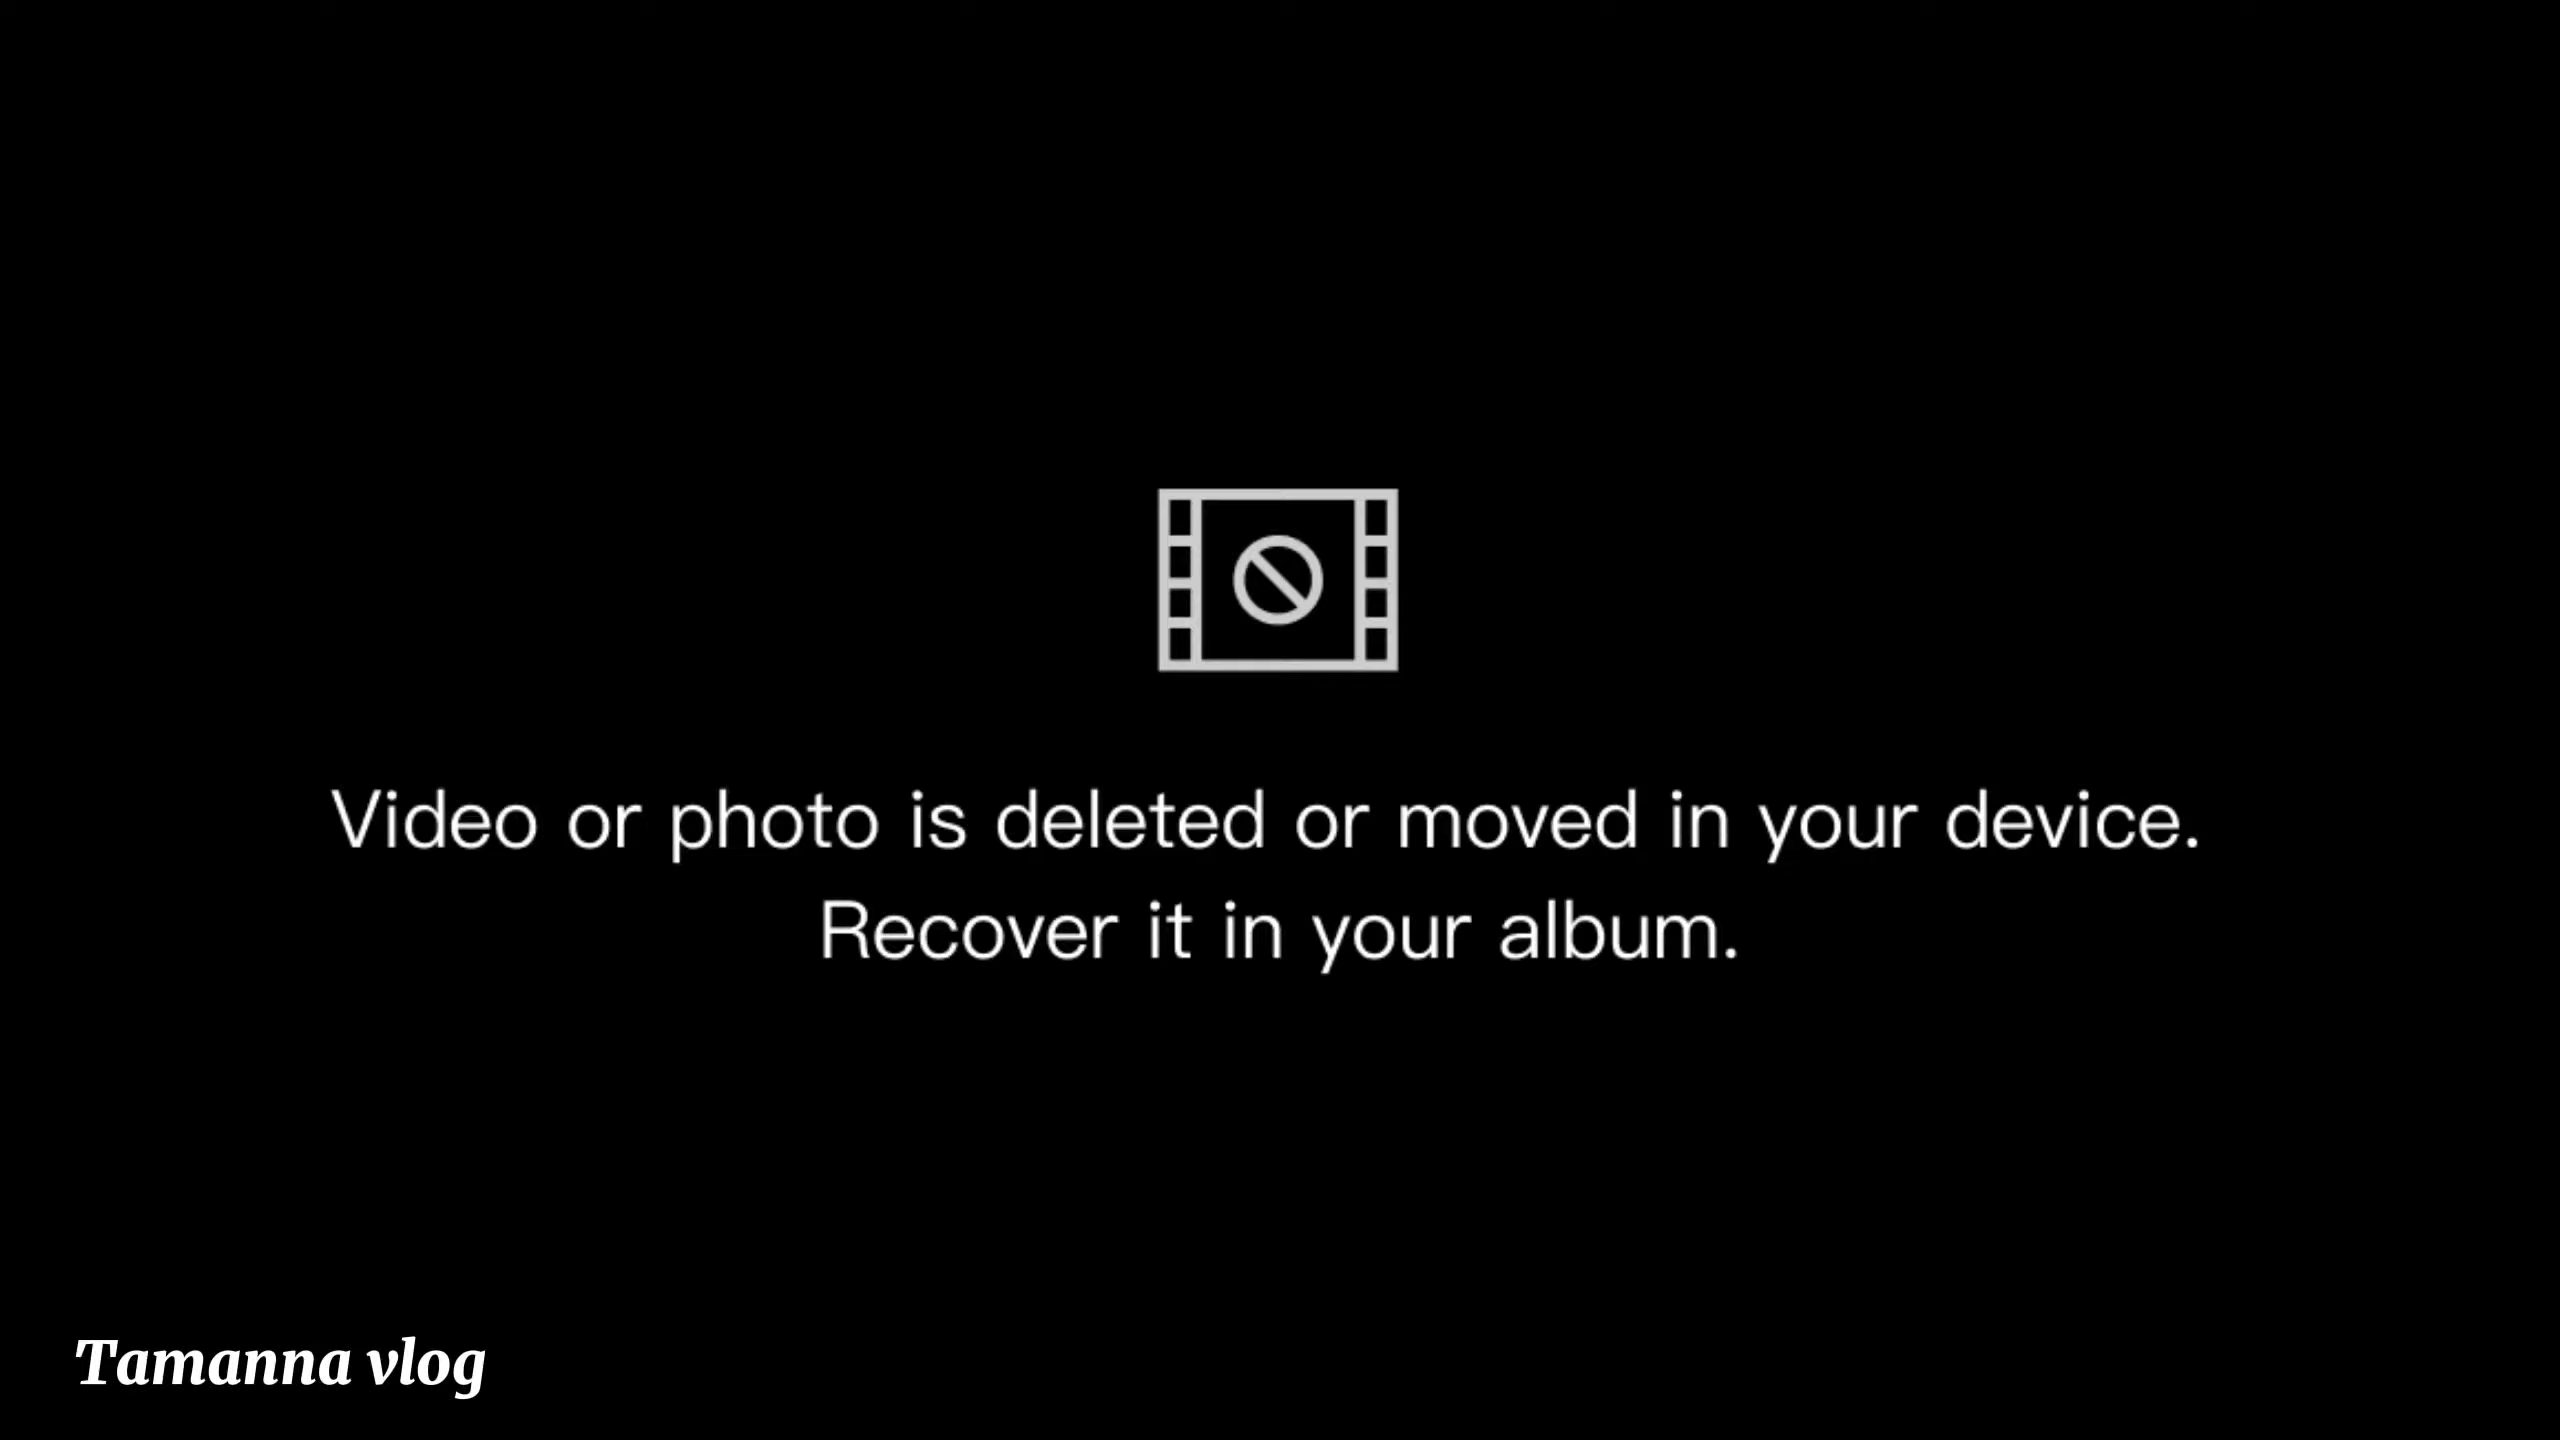 Video or photo is deleted or moved in your device.
Recover it in your album.
Tamanna vlog